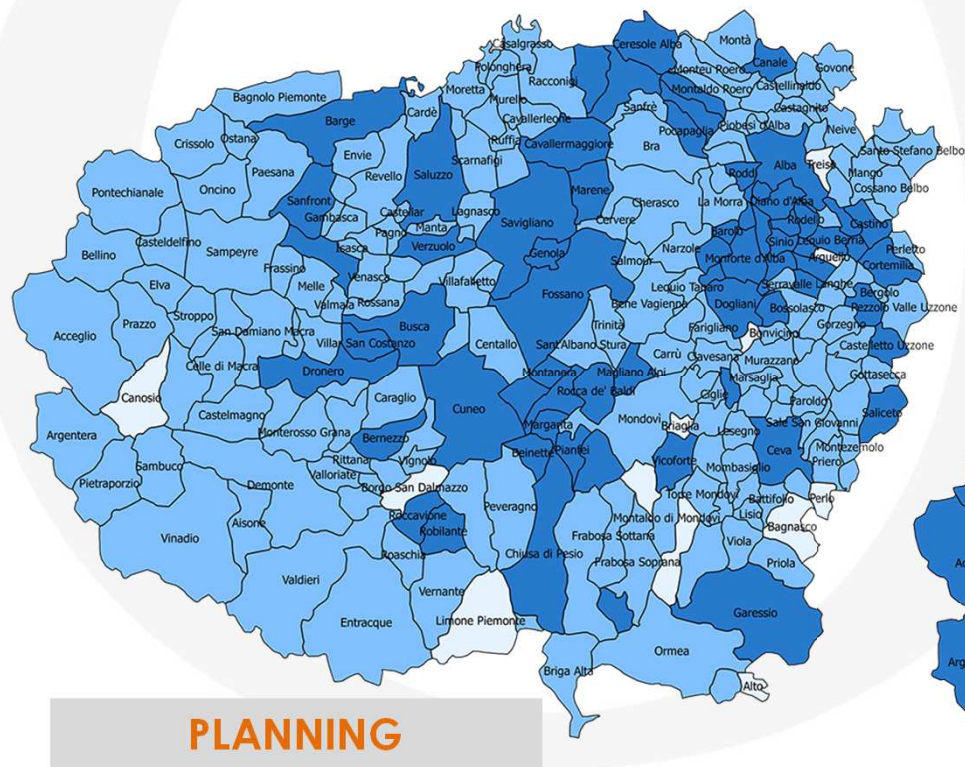 Casalgrasso
Ceresole Alba
Montà
Polonghera
Monteu Roero
Canale
Govone
Bagnolo Piemonte
Moretta
Racconigi
Montaldo Roero
Castellinaldo
Barge
Cardè
Murello
Sanfrè
Castagnito
Cavallerleone
Pocapaglia
Piobesi d'Alba
Neive
Crissolo
Ostana
Ruffia
Cavallermaggiore
Bra
Santo Stefano Belbo
Envie
Scarnafigi
Alba
Treiso
Paesana
Revello
Saluzzo
Roddi
Mango
Pontechianale
Oncino
Marene
Cossano Belbo
Sanfront
Cherasco
La Morra
Diano d'Alba
Gambasca
Castellar
Lagnasco
Savigliano
Cervere
Rodello
Castino
Pagno
Manta
Barolo
Casteldelfino
Isasca
Verzuolo
Sinio
Lequio Berria
Bellino
Sampeyre
Genola
Narzole
Perletto
Salmour
Monforte d'Alba
Arguello
Cortemilia
Frassino
Venasca
Villafalletto
Elva
Melle
Lequio Tanaro
Serravalle Langhe
Fossano
Bergolo
Valmala
Rossana
Bene Vagienna
Dogliani
Bossolasco
Rezzolo Valle Uzzone
Stroppo
Prazzo
Busca
Trinità
Farigliano
Gorzegno
Acceglio
San Damiano Macra
Bonvicino
Villar San Costanzo
Centallo
Sant'Albano Stura
Castelletto Uzzone
Carrù
Clavesana
Murazzano
Celle di Macra
Dronero
Montanera
Magliano Alpi
Marsaglia
Gottasecca
Rocca de' Baldi
Canosio
Caraglio
Ciglie
Paroldo
Cuneo
Saliceto
Castelmagno
Mondovì
Briaglia
Sale San Giovanni
Margarita
Argentera
Monterosso Grana
Bernezzo
Lesegno
Ceva
Montezemolo
Beinette
Pianfei
Rittana
Vignolo
Vicoforte
Priero
Sambuco
Valloriate
Mombasiglio
Pietraporzio
Demonte
Borgo San Dalmazzo
Torre Mondovì
Battifollo
Perlo
Peveragno
Roccavione
Montaldo di Mondovì
Lisio
Aisone
Robilante
Bagnasco
Vinadio
Frabosa Sottana
Viola
Roaschia
Chiusa di Pesio
Frabosa Soprana
Priola
Valdieri
Vernante
Garessio
Entracque
Limone Piemonte
Ormea
Briga Alta
Alto
PLANNING